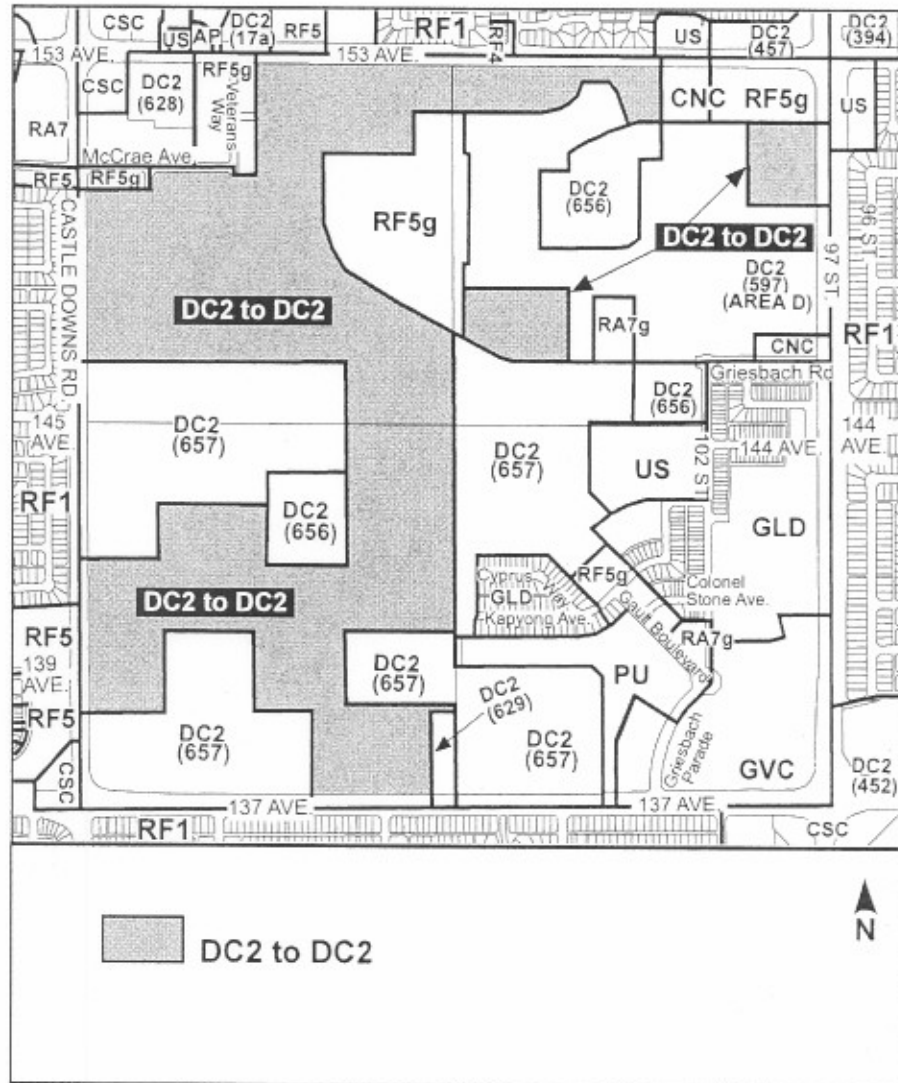 CSC
US
AP
DC2
(17a)
RF5
RF1
RF4
US
DC2
(457)
DC2
(394)
153 AVE.
153 AVE.
CSC
DC2
(628)
RF5g
Veterans
Way
CNC
RF5g
US
RA7
McCrae Ave.
RF5
RF5g
DC2
(656)
RF5g
DC2 to DC2
CASTLE DOWNS RD.
96 ST.
97 ST.
DC2
(597)
(AREA D)
DC2 to DC2
RA7g
CNC
RF1
Griesbach Rd
DC2
(656)
DC2
(657)
145
AVE.
DC2
(657)
102 ST
144 AVE.
144
AVE.
US
RF1
DC2
(656)
GLD
RF5g
Cyprus Way
GLD
Kapyong Ave.
Colonel
Stone Ave.
DC2 to DC2
Gault Boulevard
RA7g
RF5
139
AVE.
RF5
DC2
(657)
PU
DC2
(629)
DC2
(657)
DC2
(657)
Griesbach
Parade
GVC
DC2
(452)
CSC
137 AVE.
137 AVE.
RF1
CSC
N
DC2 to DC2